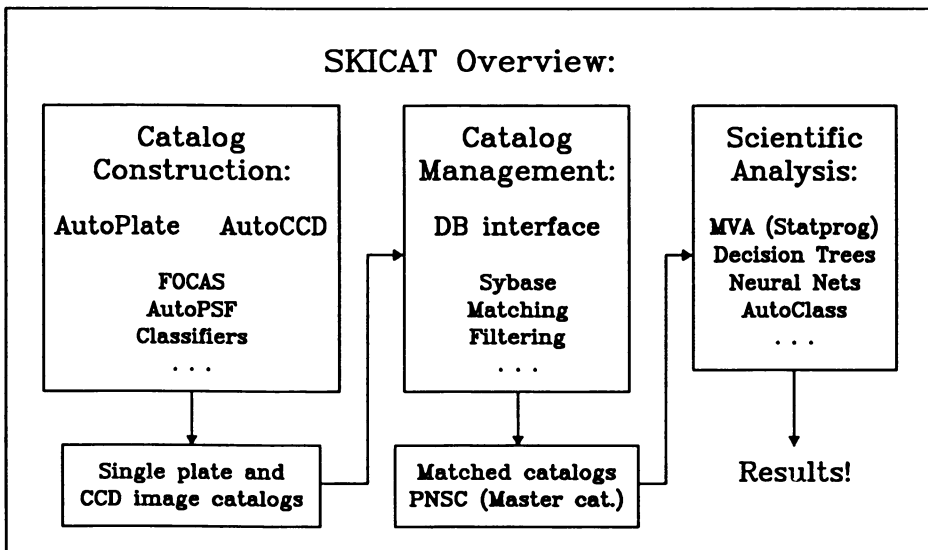 SKICAT Overview:
Catalog
Construction:
AutoPlate AutoCCD
FOCAS
AutoPSF
Classifiers
. . .
Single plate and
CCD image catalogs
Catalog
Management:
DB interface
Sybase
Matching
Filtering
. . .
Matched catalogs
PNSC (Master cat.)
Scientific
Analysis:
MVA (Statprog)
Decision Trees
Neural Nets
AutoClass
. . .
Results!